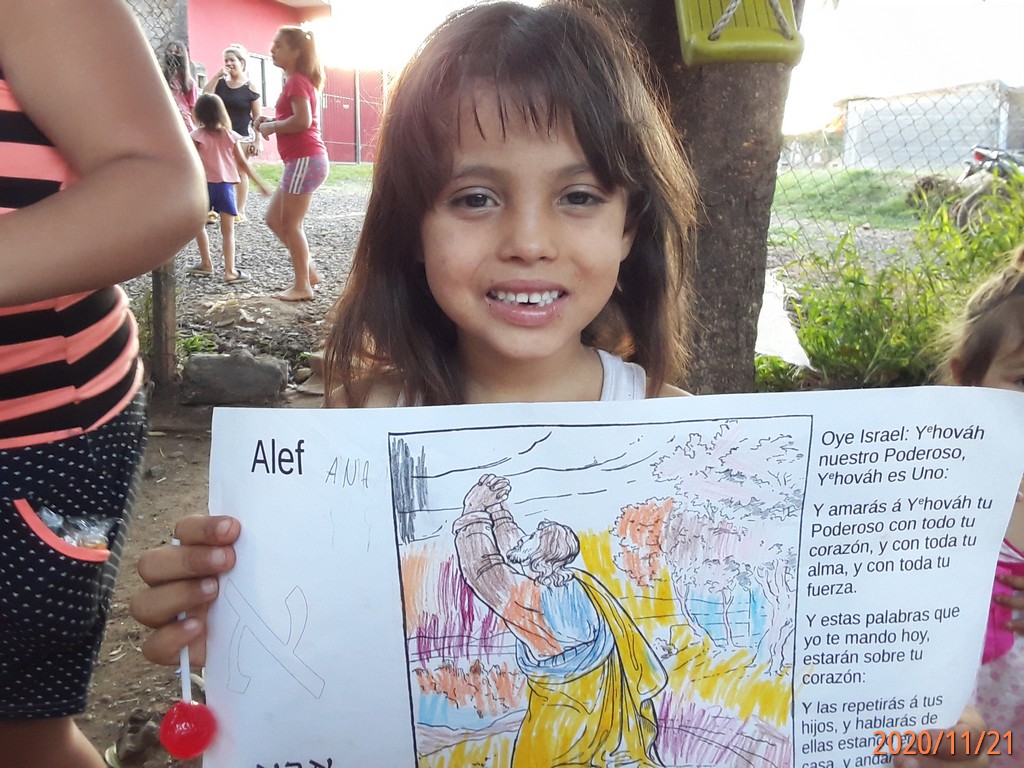 Alef
ANA
א
Oye Israel: Yᵉhováh
nuestro Poderoso,
Yᵉhováh es Uno:
Y amarás á Yᵉhováh tu
Poderoso con todo tu
corazón, y con toda tu
alma, y con toda tu
fuerza.
Y estas palabras que
yo te mando hoy,
estarán sobre tu
corazón:
Y las repetirás á tus
hijos, y hablarás de
ellas
casa, y
2020/11/21